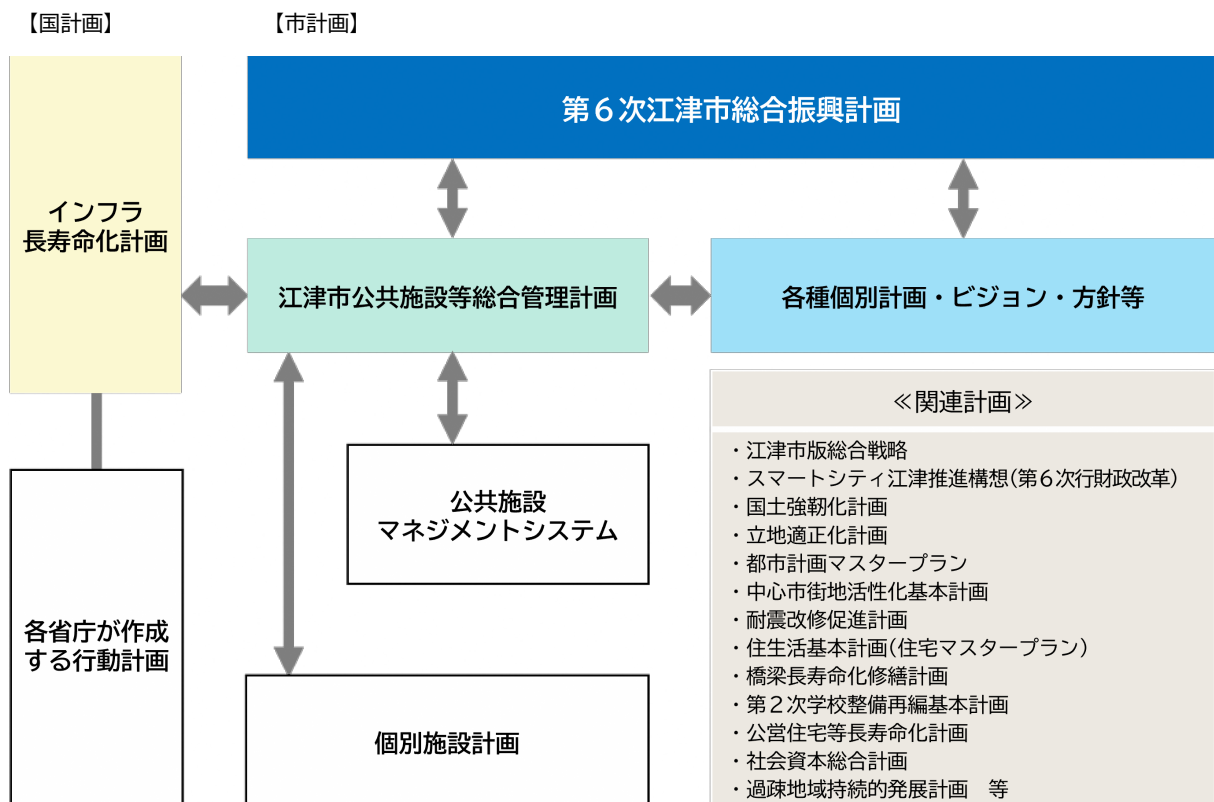 【国計画】
【市計画】
第６次江津市総合振興計画
インフラ
長寿命化計画
江津市公共施設等総合管理計画
各種個別計画・ビジョン・方針等
≪関連計画≫
・江津市版総合戦略
・スマートシティ江津推進構想(第６次行財政改革)
・国土強靭化計画
・立地適正化計画
・都市計画マスタープラン
・中心市街地活性化基本計画
・耐震改修促進計画
・住生活基本計画(住宅マスタープラン)
・橋梁長寿命化修繕計画
・第２次学校整備再編基本計画
・公営住宅等長寿命化計画
・社会資本総合計画
・過疎地域持続的発展計画　等
公共施設
マネジメントシステム
各省庁が作成
する行動計画
個別施設計画